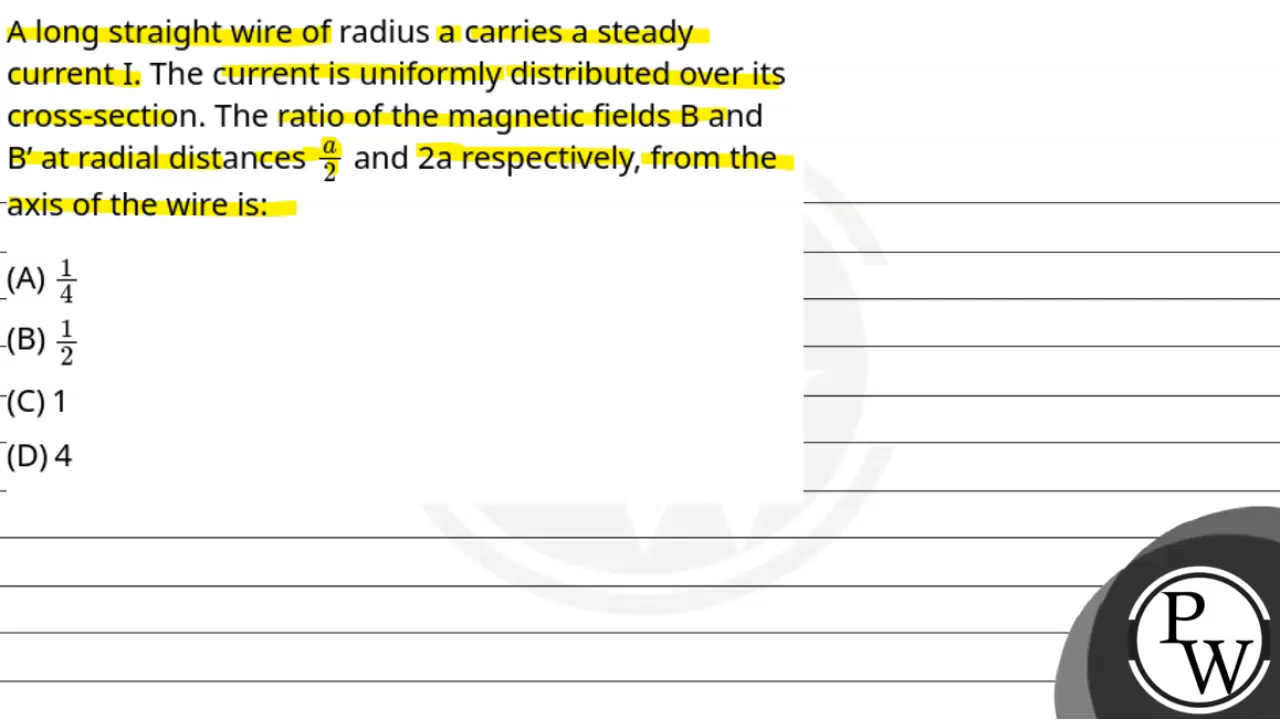 A long straight wire of radius a carries a steady
current I. The current is uniformly distributed over its
cross-section. The ratio of the magnetic fields B and
B′ at radial distances a/2 and 2a respectively, from the
axis of the wire is:
(A) 1/4
(B) 1/2
(C) 1
(D) 4
P
W